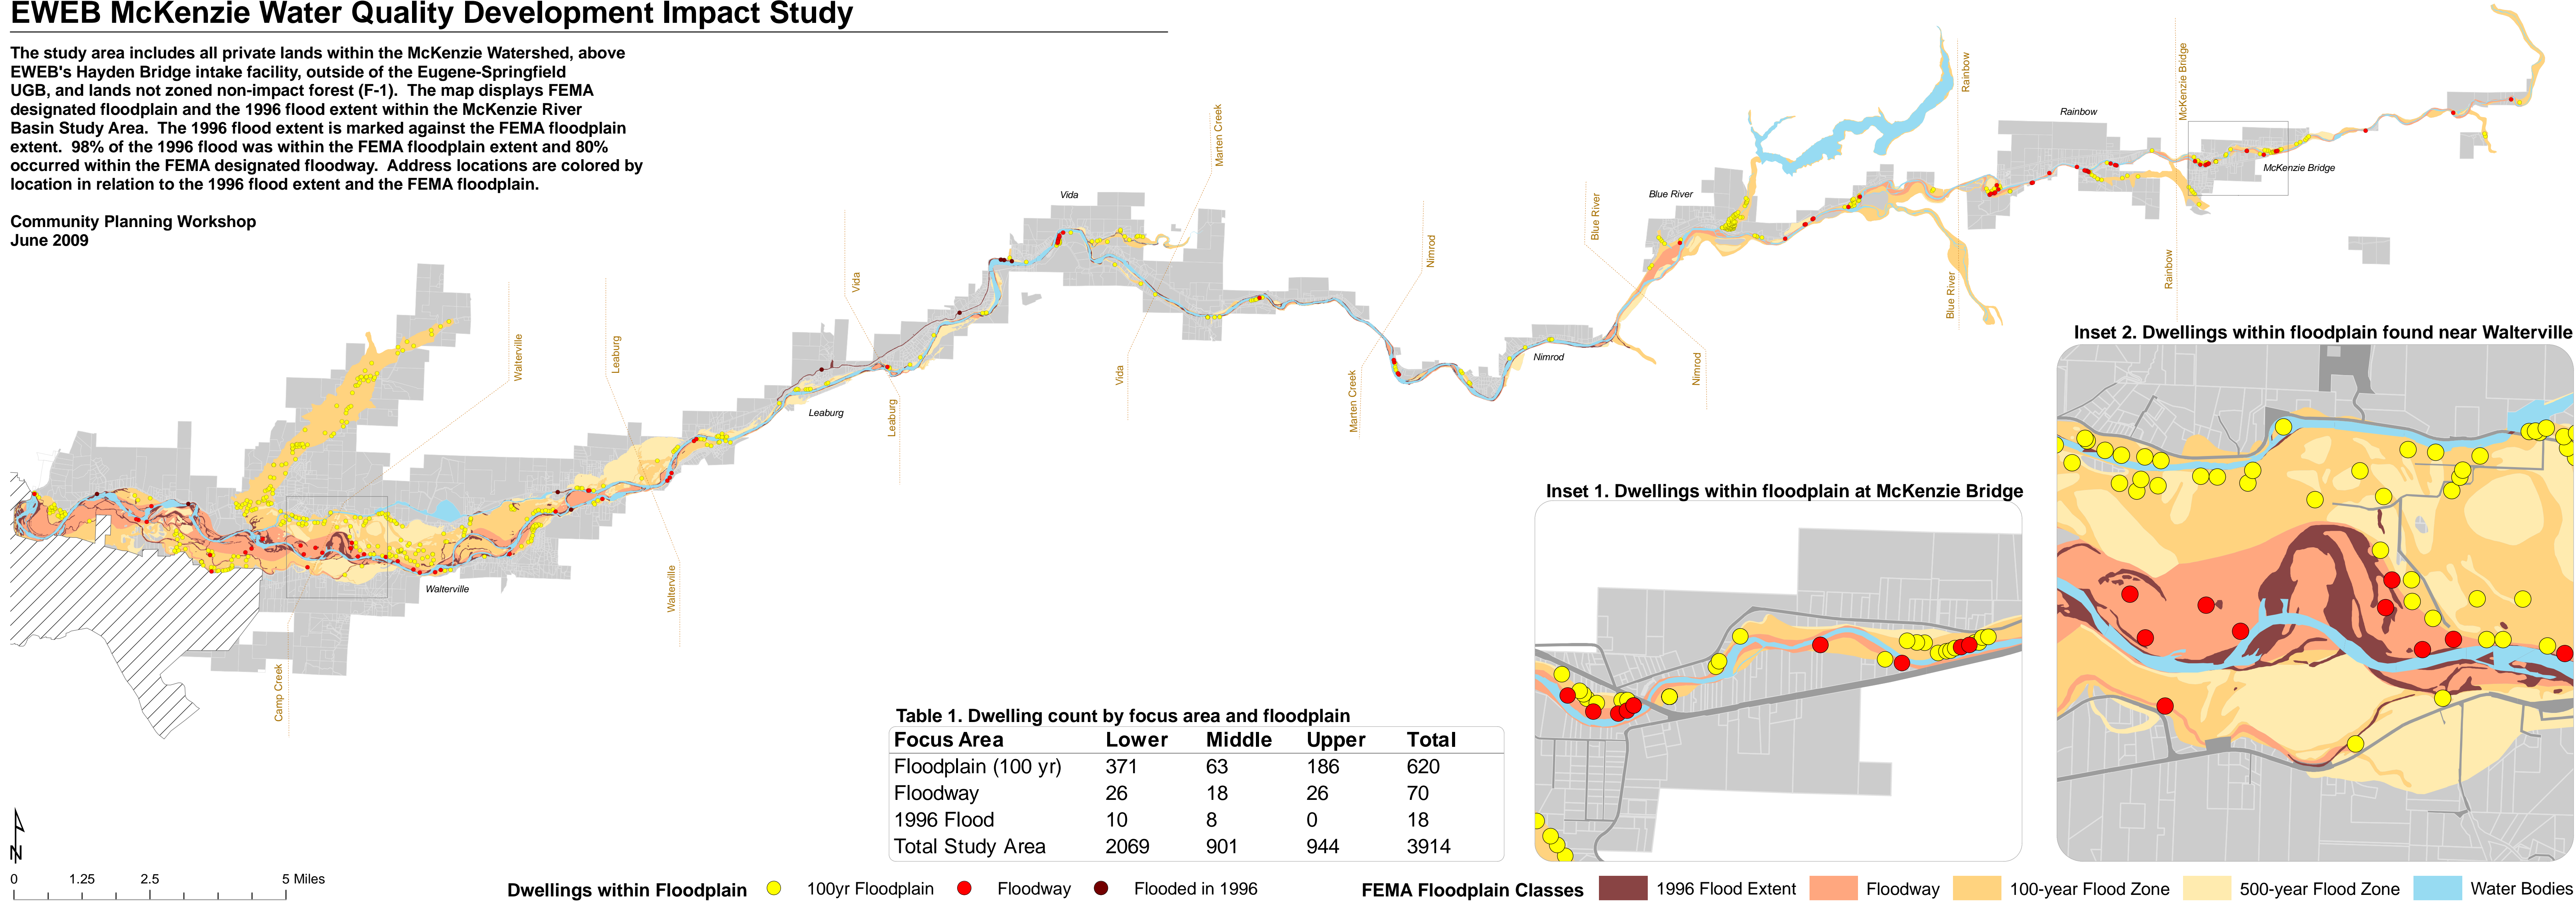 EWEB McKenzie Water Quality Development Impact Study
The study area includes all private lands within the McKenzie Watershed, above
EWEB's Hayden Bridge intake facility, outside of the Eugene-Springfield
UGB, and lands not zoned non-impact forest (F-1). The map displays FEMA
designated floodplain and the 1996 flood extent within the McKenzie River
Basin Study Area. The 1996 flood extent is marked against the FEMA floodplain
extent. 98% of the 1996 flood was within the FEMA floodplain extent and 80%
occurred within the FEMA designated floodway. Address locations are colored by
location in relation to the 1996 flood extent and the FEMA floodplain.
Community Planning Workshop
June 2009
Camp Creek
Walterville
Walterville
Walterville
Leaburg
Leaburg
Leaburg
Vida
Vida
Vida
Marten Creek
Marten Creek
Nimrod
Nimrod
Nimrod
Blue River
Blue River
Blue River
Rainbow
Rainbow
Rainbow
McKenzie Bridge
McKenzie Bridge
Inset 2. Dwellings within floodplain found near Walterville
Inset 1. Dwellings within floodplain at McKenzie Bridge
Table 1. Dwelling count by focus area and floodplain
Focus Area Lower Middle Upper Total
Floodplain (100 yr) 371 63 186 620
Floodway 26 18 26 70
1996 Flood 10 8 0 18
Total Study Area 2069 901 944 3914
N
0 1.25 2.5 5 Miles
Dwellings within Floodplain 100yr Floodplain Floodway Flooded in 1996
FEMA Floodplain Classes 1996 Flood Extent Floodway 100-year Flood Zone 500-year Flood Zone Water Bodies